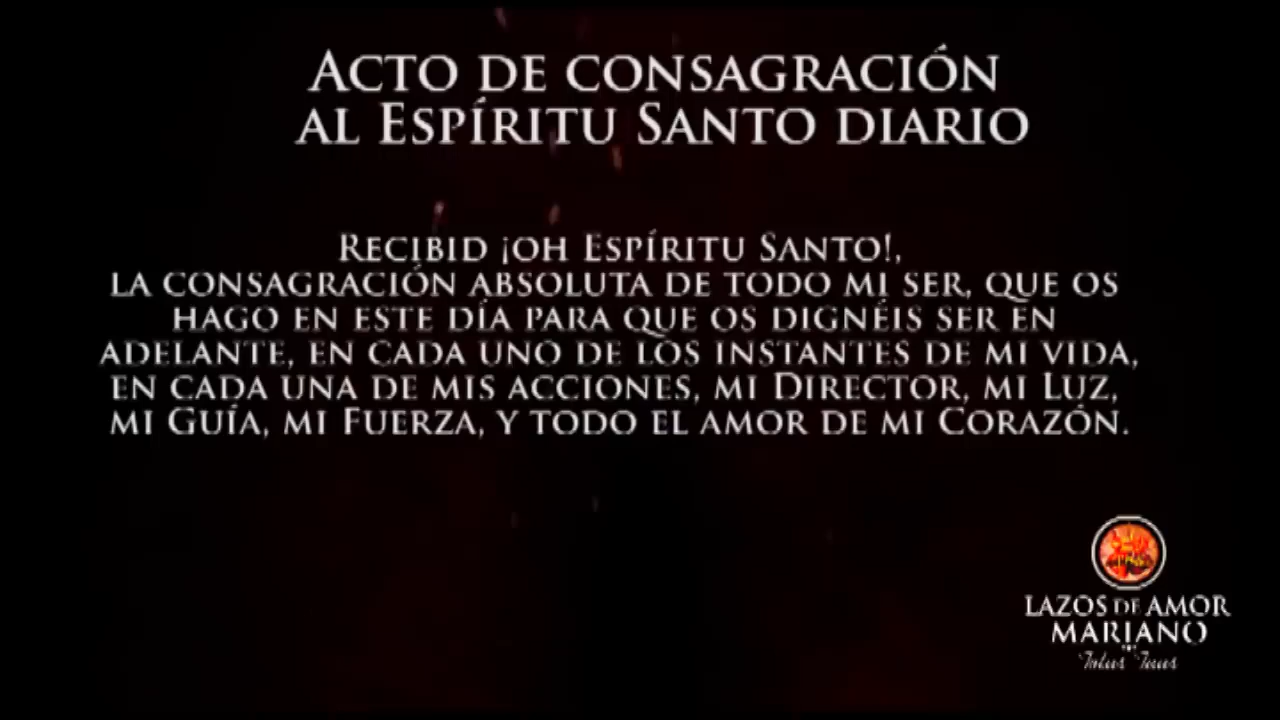 Acto de consagración
al Espíritu Santo diario
Recibid ¡oh Espíritu Santo!,
la consagración absoluta de todo mi ser, que os
hago en este día para que os dignéis ser en
adelante, en cada uno de los instantes de mi vida,
en cada una de mis acciones, mi Director, mi Luz,
mi Guía, mi Fuerza, y todo el amor de mi Corazón.
LAZOS DE AMOR
MARIANO
Totus Tuus